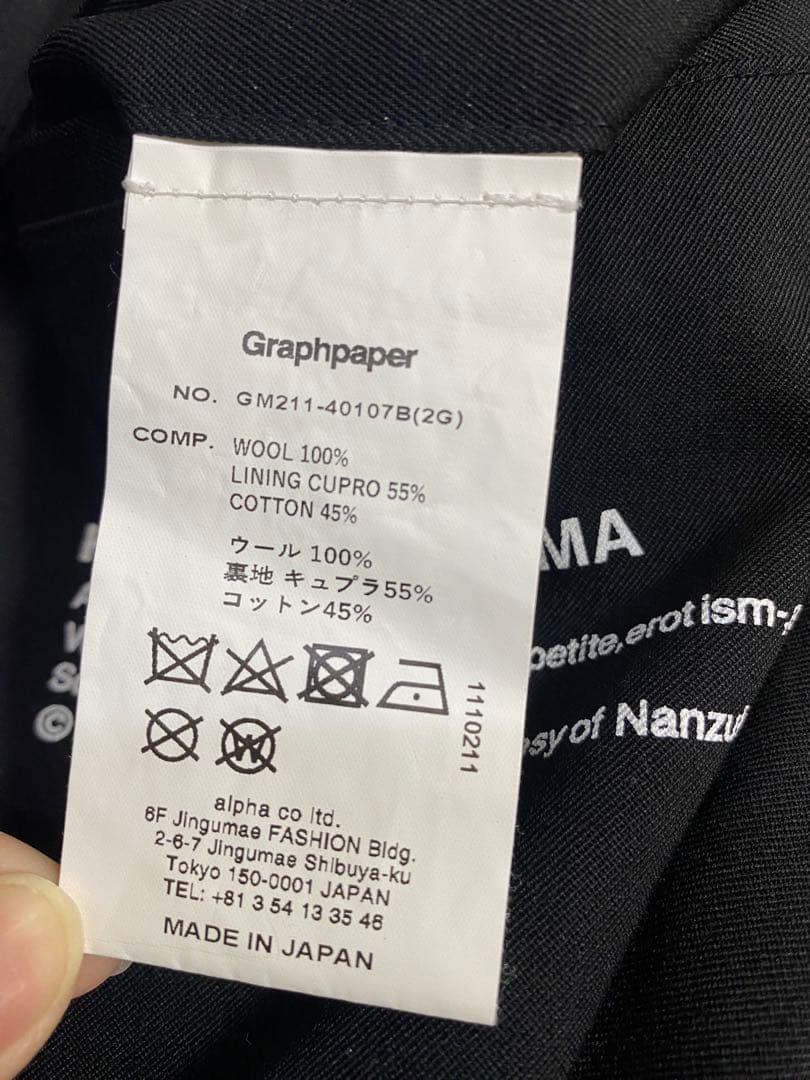 Graphpaper
NO. GM211-40107B(2G)
COMP. WOOL 100%
LINING CUPRO 55%
COTTON 45%
ウール 100%
裏地 キュプラ55%
コットン45%
1110211
W
alpha co ltd.
6F Jingumae FASHION Bldg.
2-6-7 Jingumae Shibuya-ku
Tokyo 150-0001 JAPAN
TEL: +81 3 54 13 35 46
MADE IN JAPAN
MA
petite,erotism-
sy of Nanzu
©